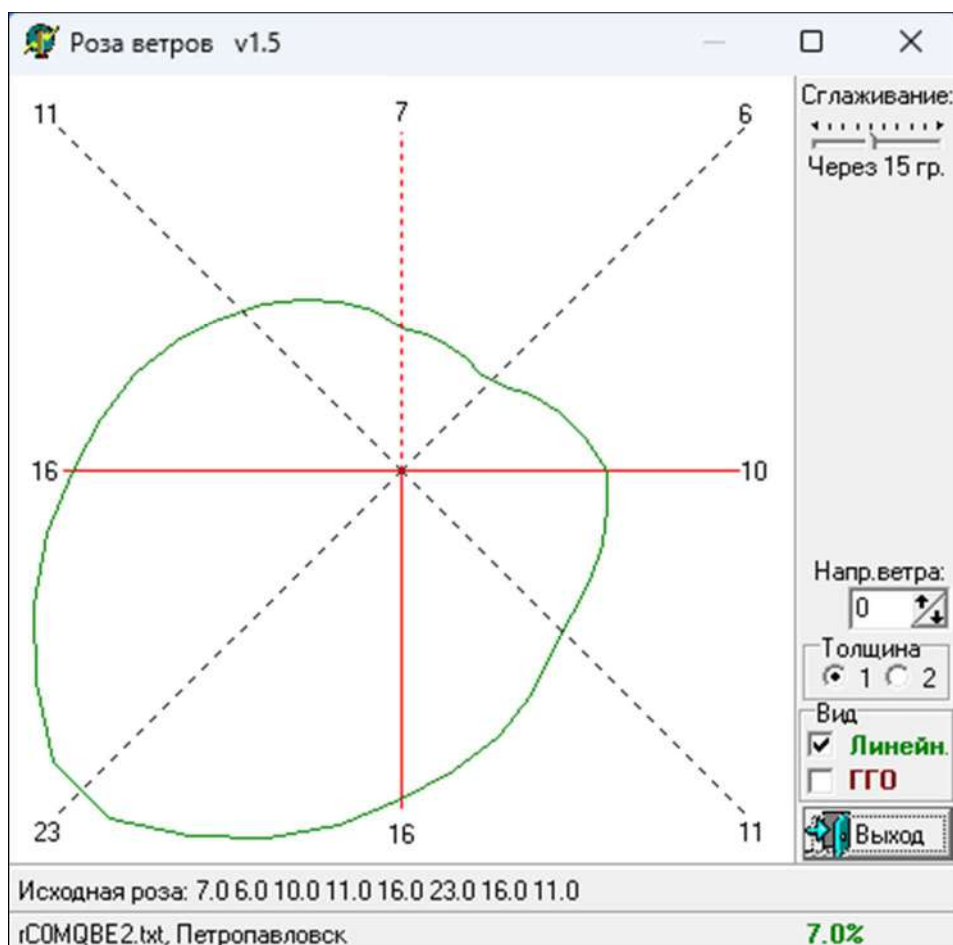 Роза ветров v1.5
Сглаживание:
Через 15 гр.
11
7
6
16
10
23
16
11
Напр.ветра:
0
Толщина
1 2
Вид
Линейн.
ГГО
Выход
Исходная роза: 7.0 6.0 10.0 11.0 16.0 23.0 16.0 11.0
rC0MQBE2.txt, Петропавловск 7.0%